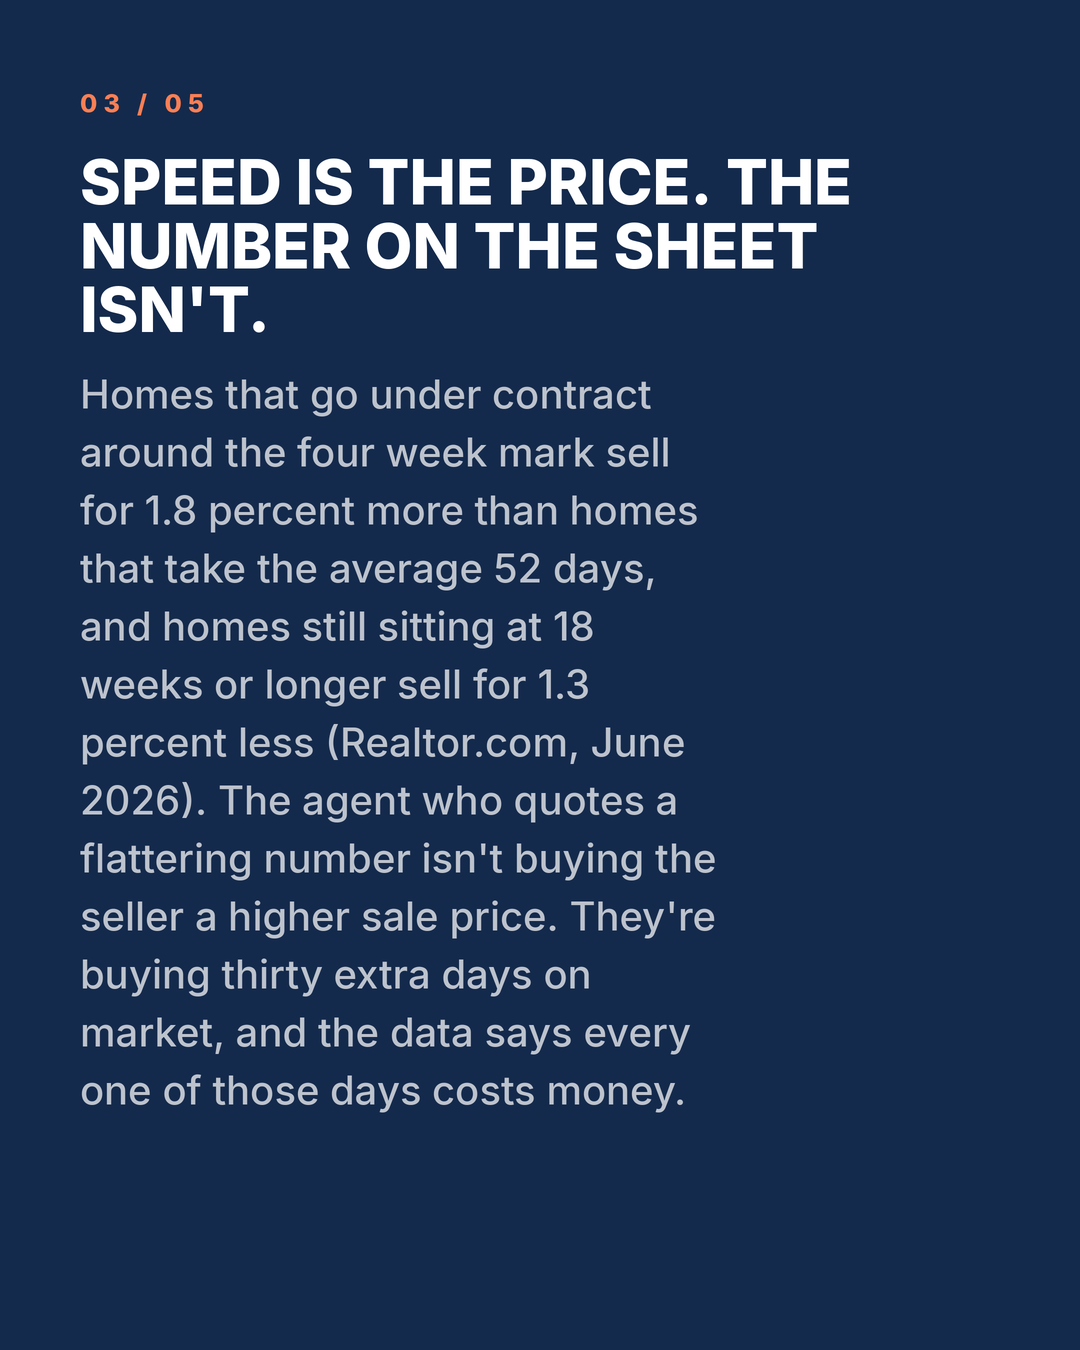 03 / 05
SPEED IS THE PRICE. THE
NUMBER ON THE SHEET
ISN'T.
Homes that go under contract
around the four week mark sell
for 1.8 percent more than homes
that take the average 52 days,
and homes still sitting at 18
weeks or longer sell for 1.3
percent less (Realtor.com, June
2026). The agent who quotes a
flattering number isn't buying the
seller a higher sale price. They're
buying thirty extra days on
market, and the data says every
one of those days costs money.